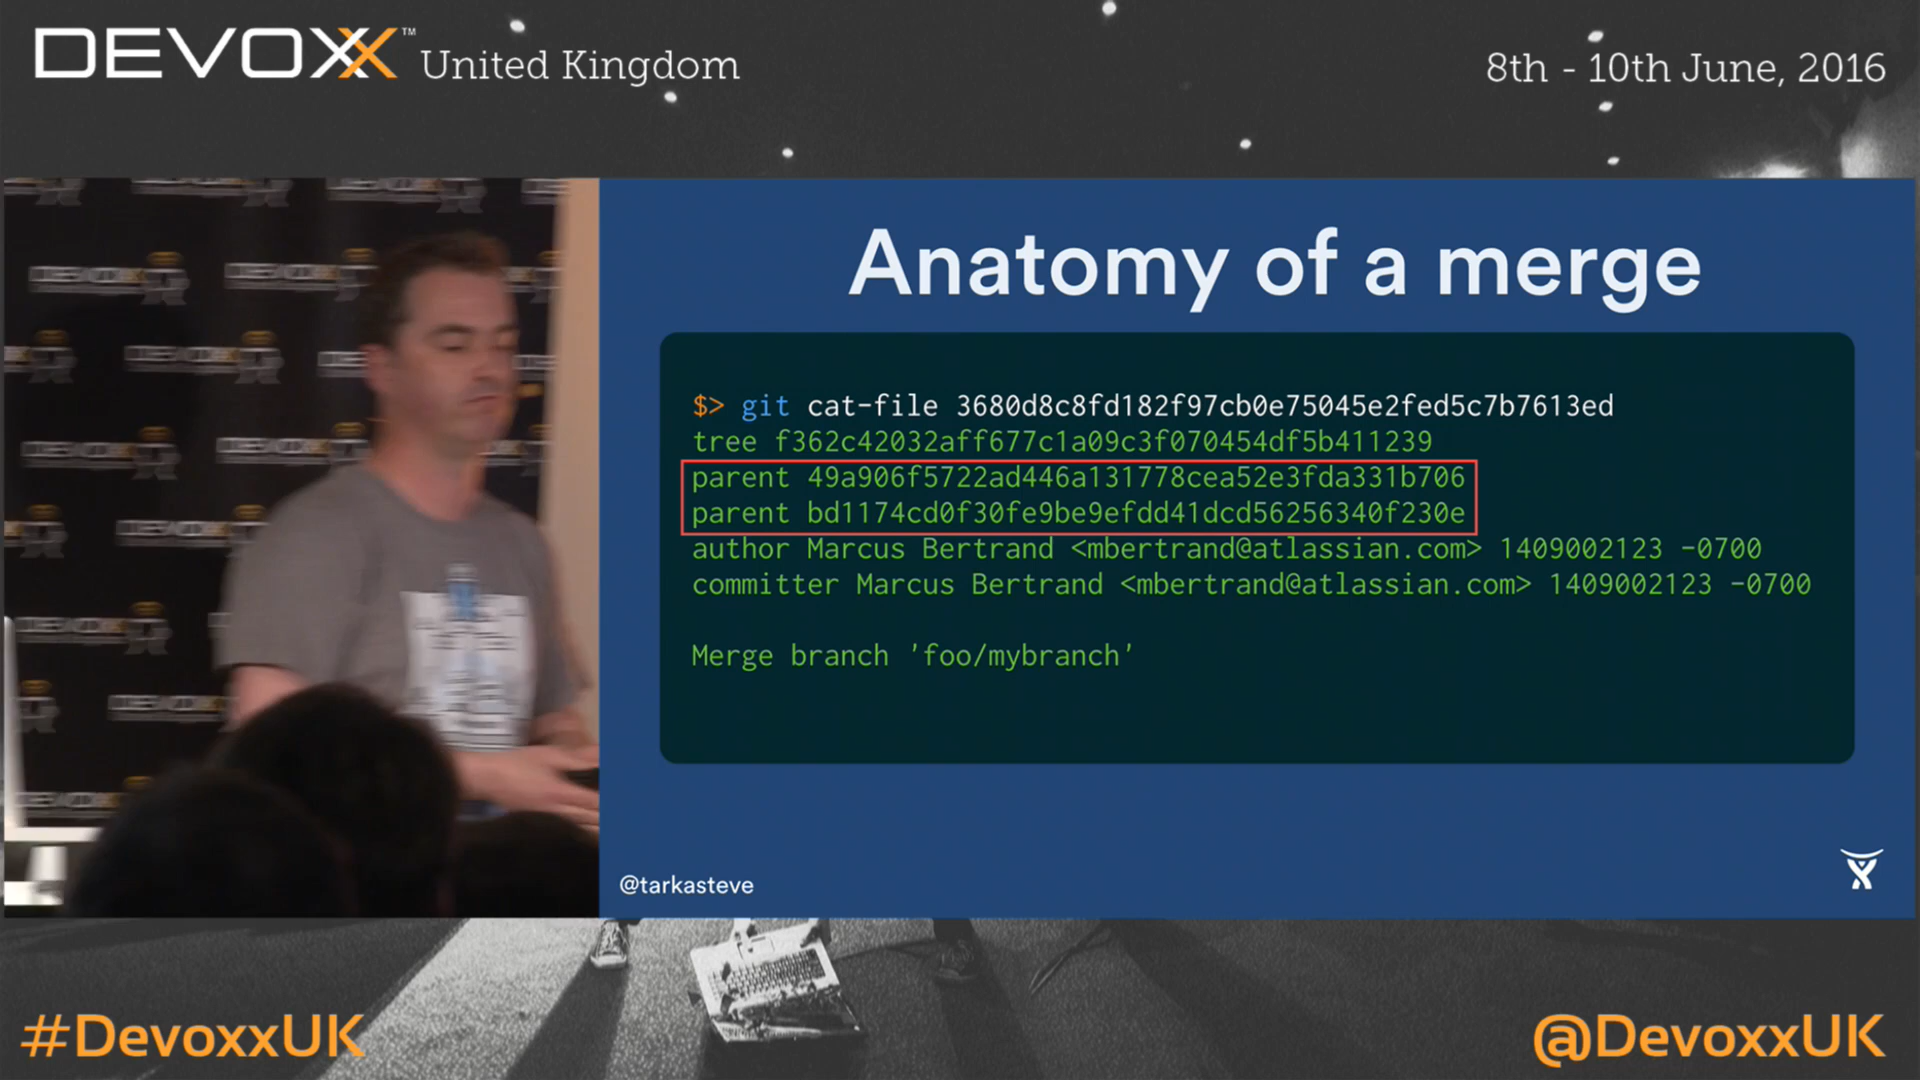 DEVOXX™ United Kingdom
8th - 10th June, 2016
Anatomy of a merge
$> git cat-file 3680d8c8fd182f97cb0e75045e2fed5c7b7613ed
tree f362c42032aff677c1a09c3f070454df5b411239
parent 49a906f5722ad446a131778cea52e3fda331b706
parent bd1174cd0f30fe9be9efdd41dcd56256340f230e
author Marcus Bertrand <mbertrand@atlassian.com> 1409002123 -0700
committer Marcus Bertrand <mbertrand@atlassian.com> 1409002123 -0700
Merge branch 'foo/mybranch'
@tarkasteve
#DevoxxUK
@DevoxxUK